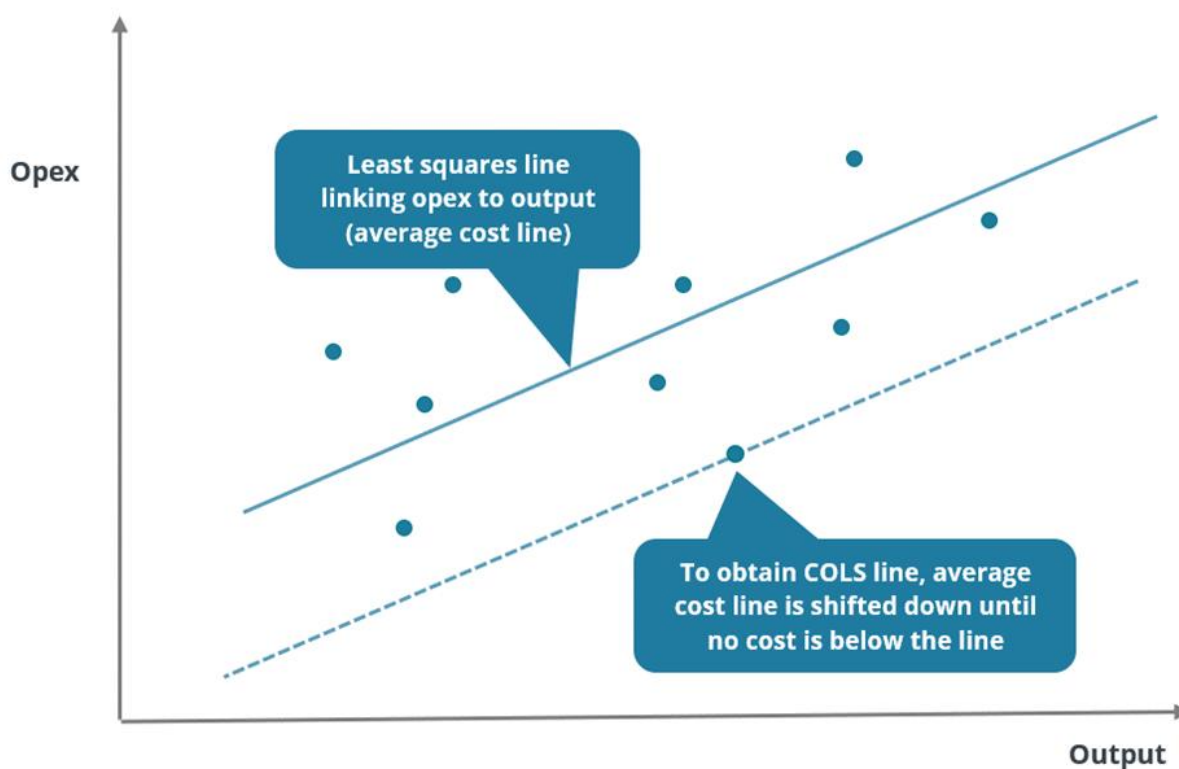 Opex
Least squares line
linking opex to output
(average cost line)
To obtain COLS line, average
cost line is shifted down until
no cost is below the line
Output